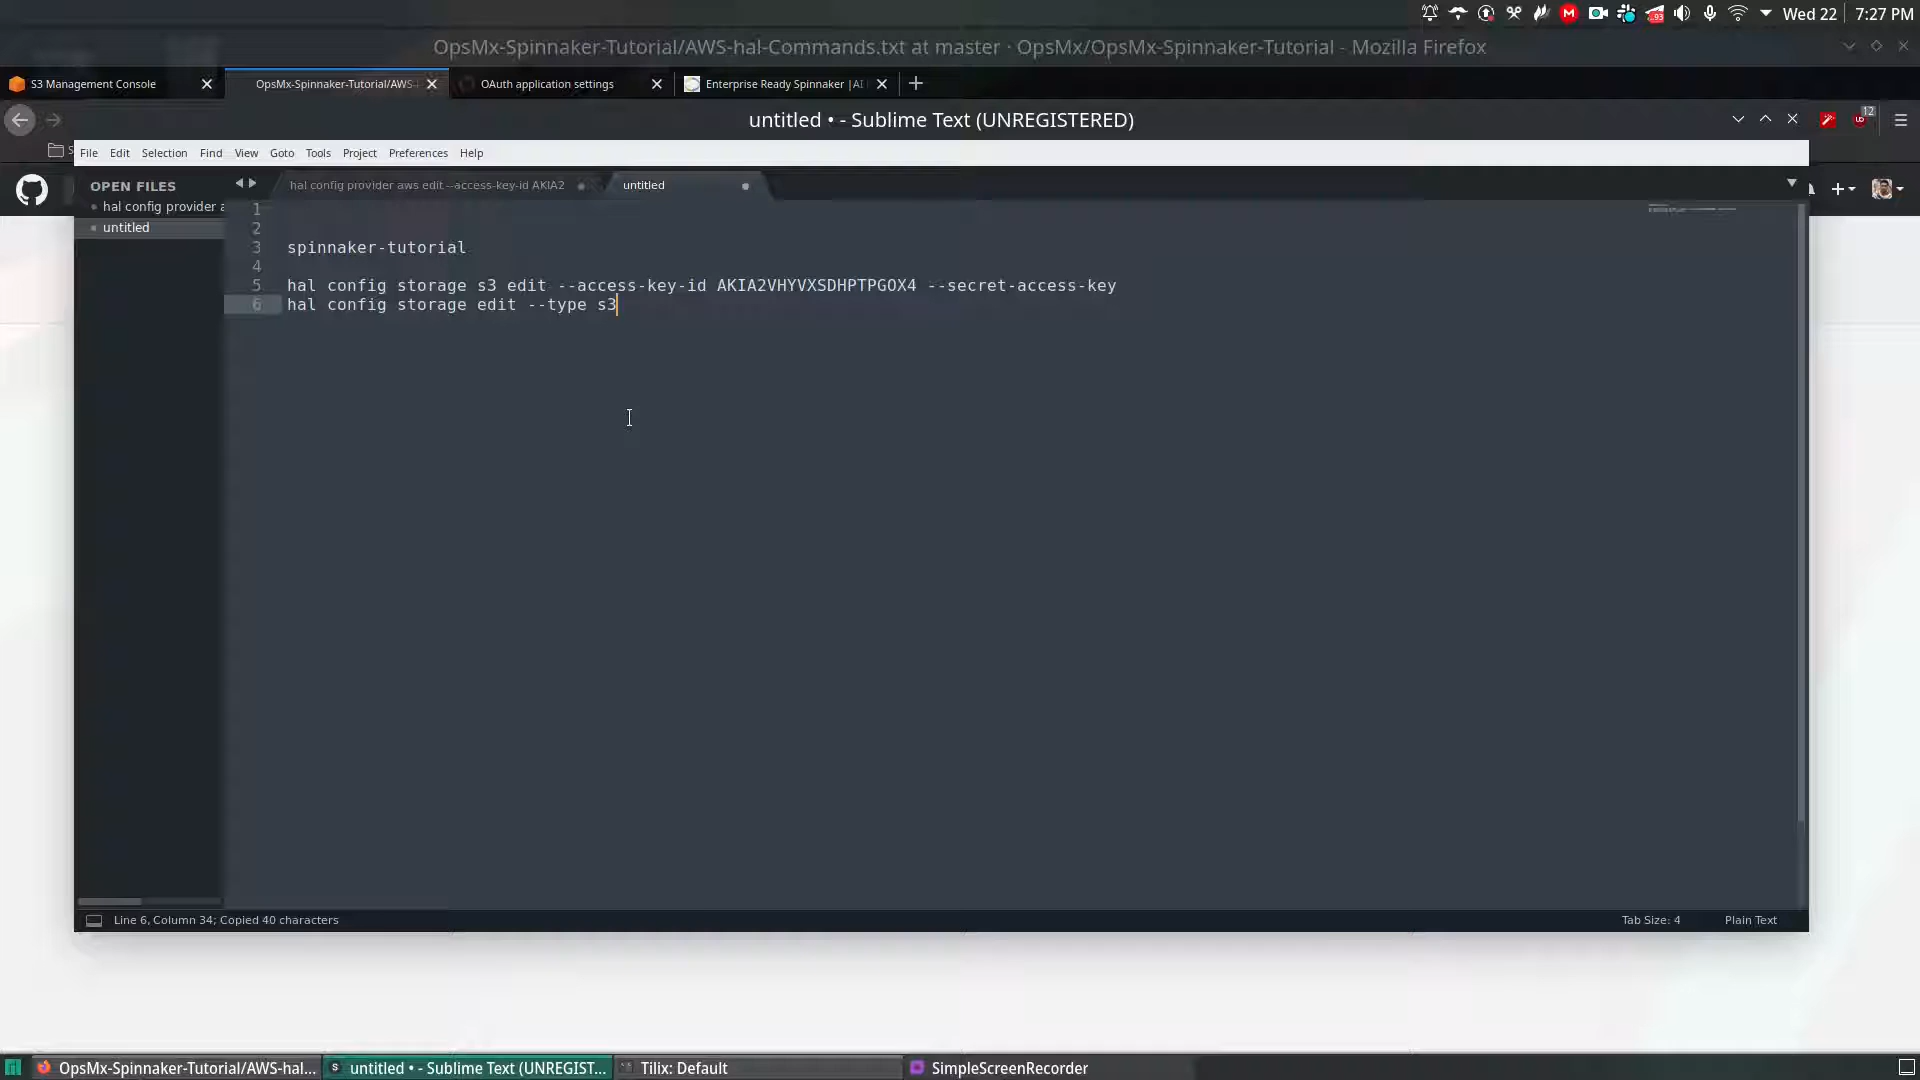 Wed 22 7:27 PM
OpsMx-Spinnaker-Tutorial/AWS-hal-Commands.txt at master · OpsMx/OpsMx-Spinnaker-Tutorial - Mozilla Firefox
S3 Management Console
OpsMx-Spinnaker-Tutorial/AWS-
OAuth application settings
Enterprise Ready Spinnaker |AI
untitled • - Sublime Text (UNREGISTERED)
12
File Edit Selection Find View Goto Tools Project Preferences Help
OPEN FILES
hal config provider a
untitled
hal config provider aws edit --access-key-id AKIA2
untitled
1
2
3 spinnaker-tutorial
4
5 hal config storage s3 edit --access-key-id AKIA2VHYVXSDHPTPGOX4 --secret-access-key
6 hal config storage edit --type s3
Line 6, Column 34; Copied 40 characters
Tab Size: 4
Plain Text
OpsMx-Spinnaker-Tutorial/AWS-hal...
untitled • - Sublime Text (UNREGIST...
Tilix: Default
SimpleScreenRecorder